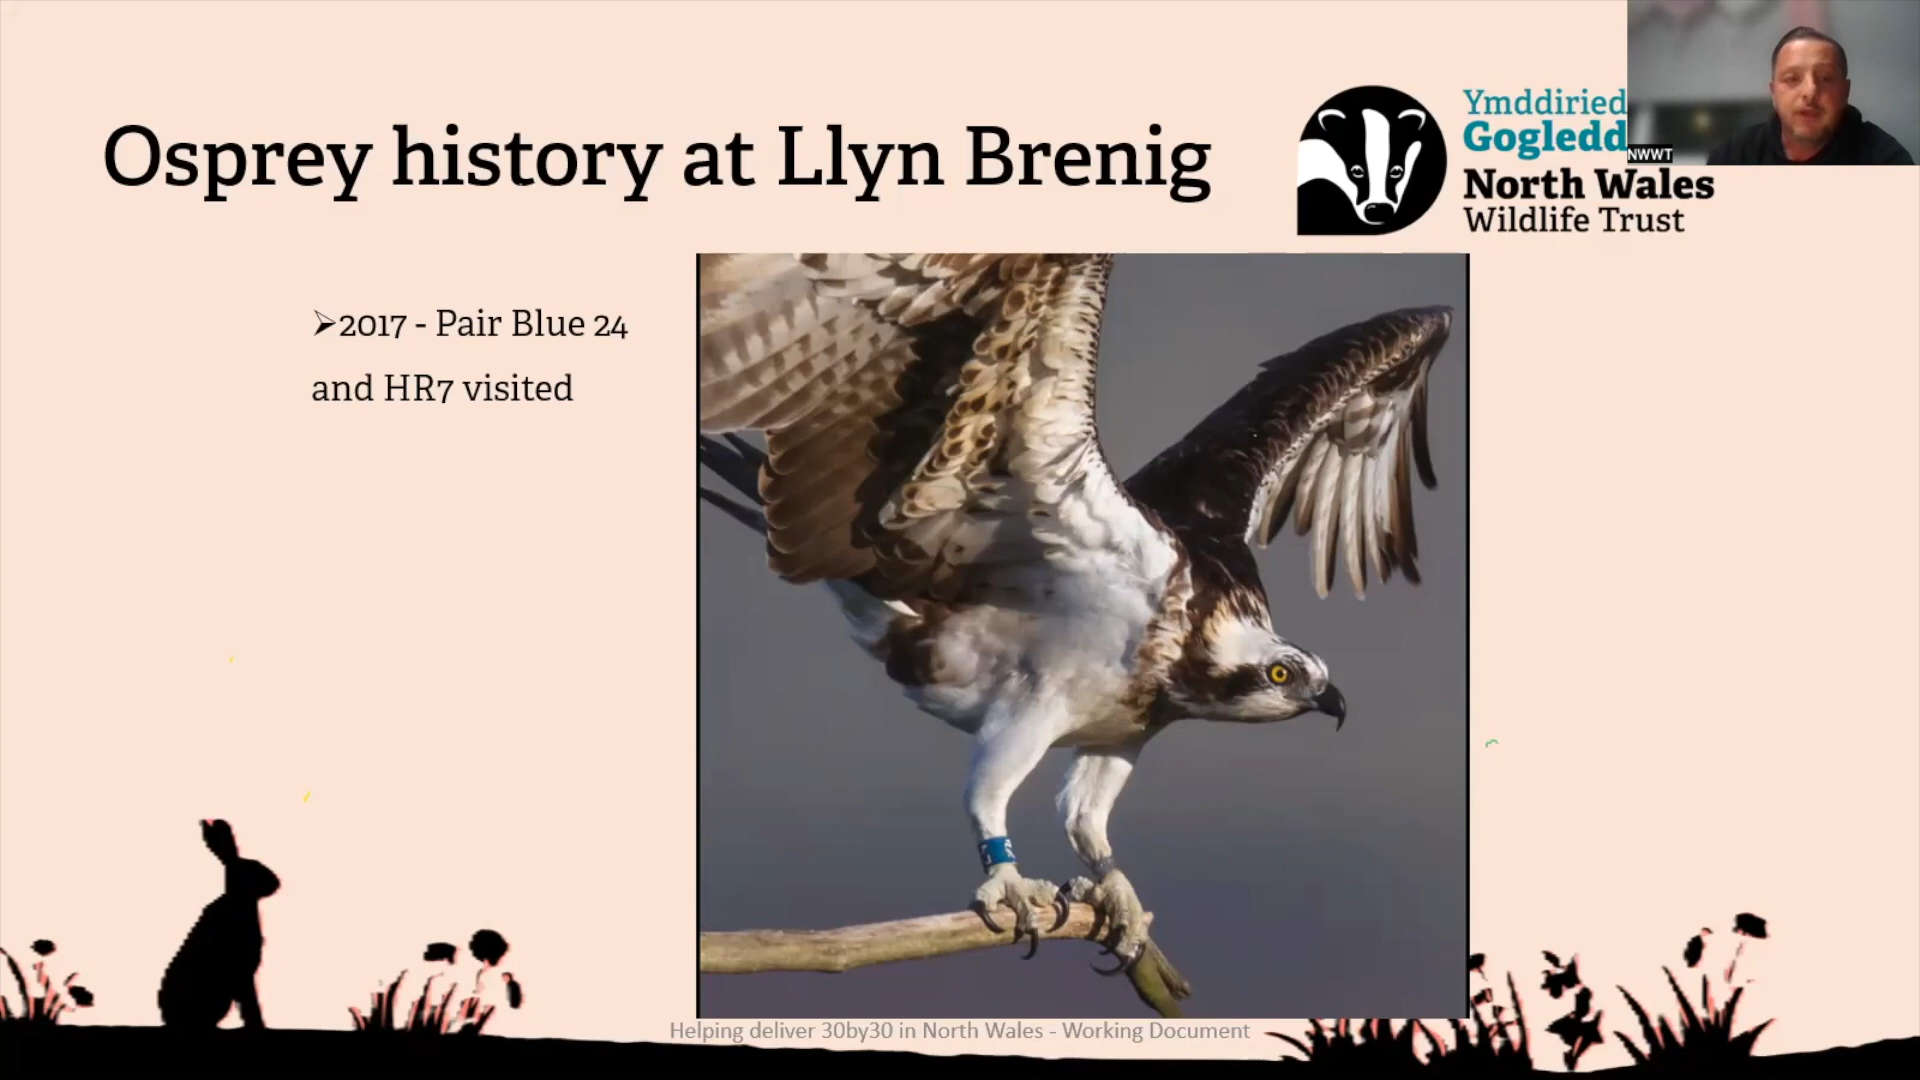 Osprey history at Llyn Brenig
Ymddiried
Gogledd
North Wales
Wildlife Trust
NWWT
➢2017 - Pair Blue 24
and HR7 visited
Helping deliver 30by30 in North Wales - Working Document